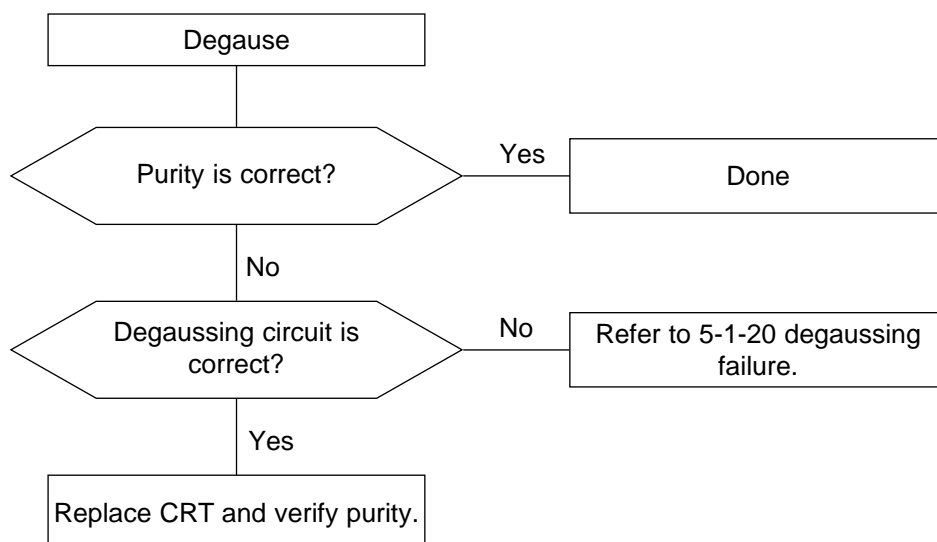 Degause
Purity is correct?
Yes
Done
No
Degaussing circuit is
correct?
No
Refer to 5-1-20 degaussing
failure.
Yes
Replace CRT and verify purity.